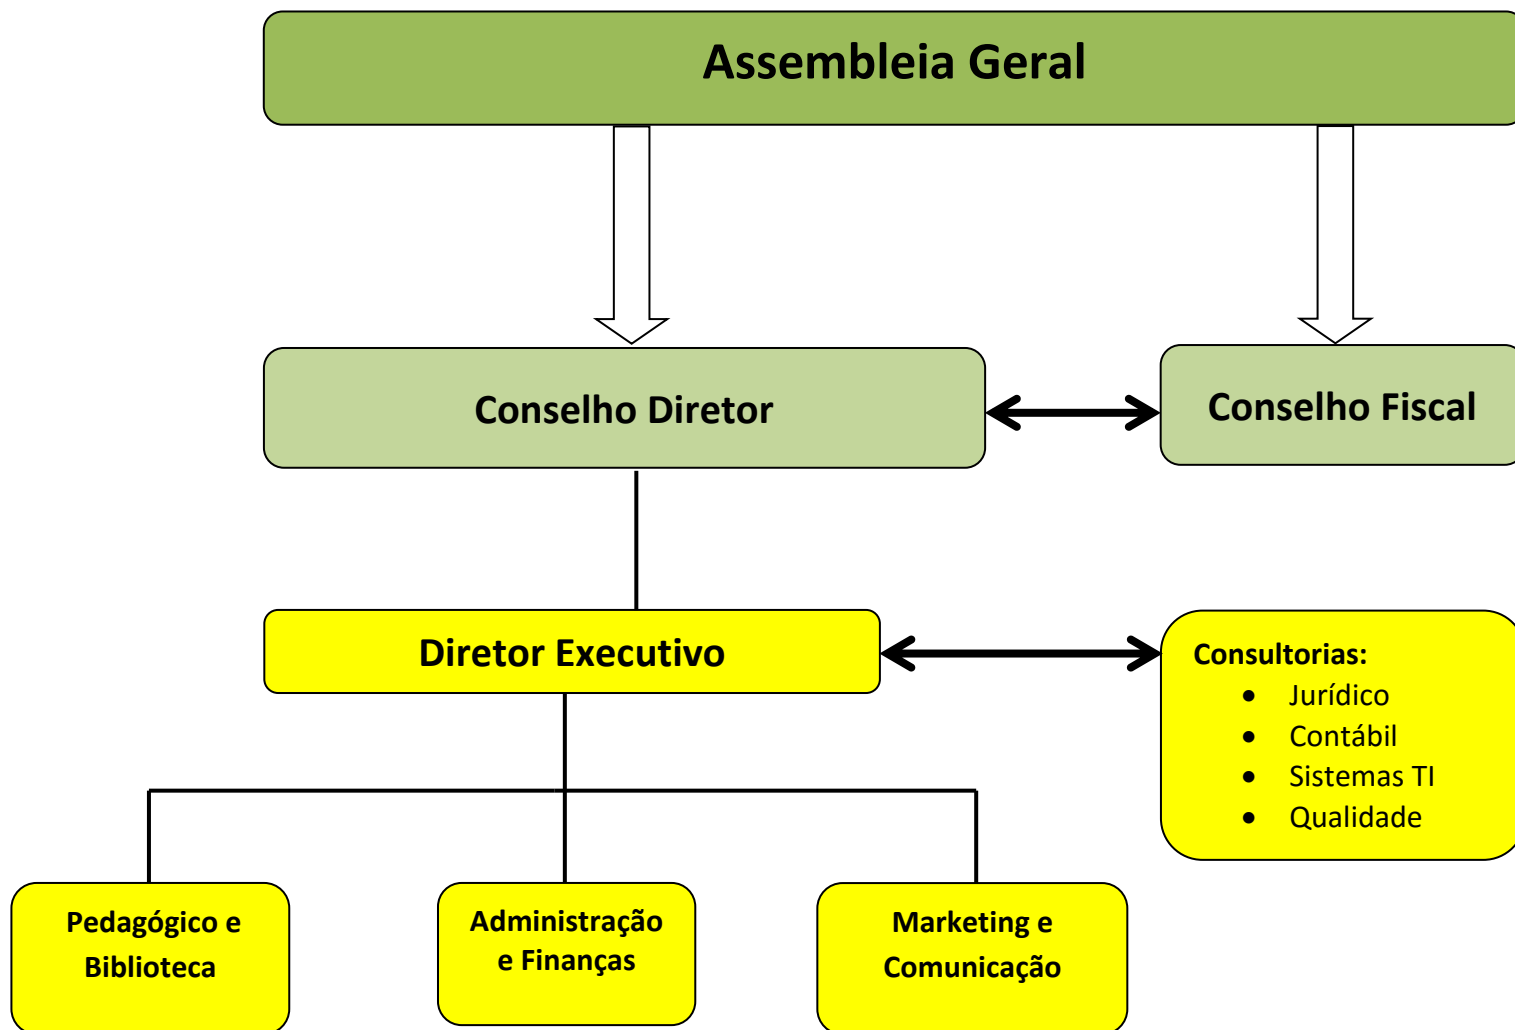 Assembleia Geral
Conselho Diretor
Conselho Fiscal
Diretor Executivo
Consultorias:
• Jurídico
• Contábil
• Sistemas TI
• Qualidade
Pedagógico e
Biblioteca
Administração
e Finanças
Marketing e
Comunicação